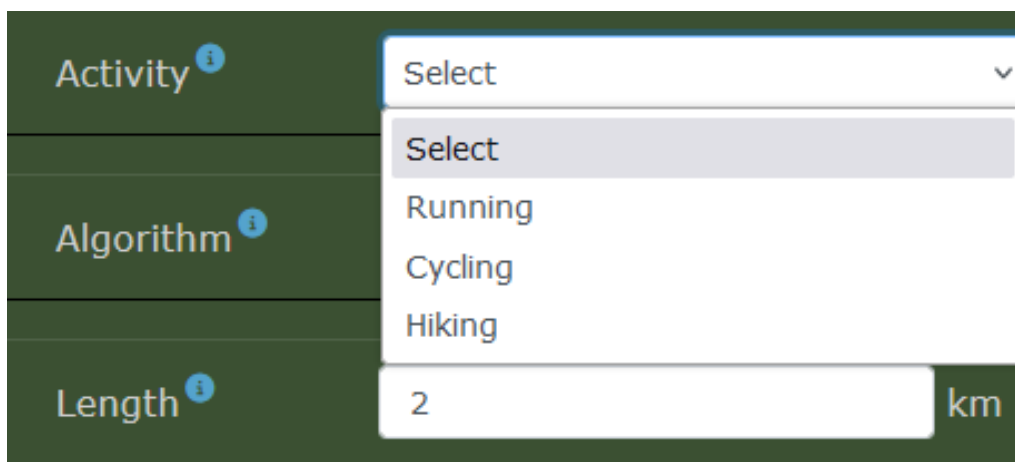 Activity i Select
Select
Running
Algorithm i
Cycling
Hiking
Length i 2 km